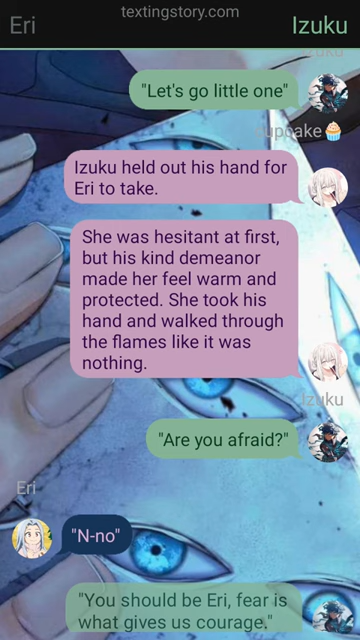 textingstory.com
Eri
Izuku
Izuku
"Let's go little one"
cupcake🧁
Izuku held out his hand for
Eri to take.
She was hesitant at first,
but his kind demeanor
made her feel warm and
protected. She took his
hand and walked through
the flames like it was
nothing.
Izuku
"Are you afraid?"
Eri
"N-no"
"You should be Eri, fear is
what gives us courage."